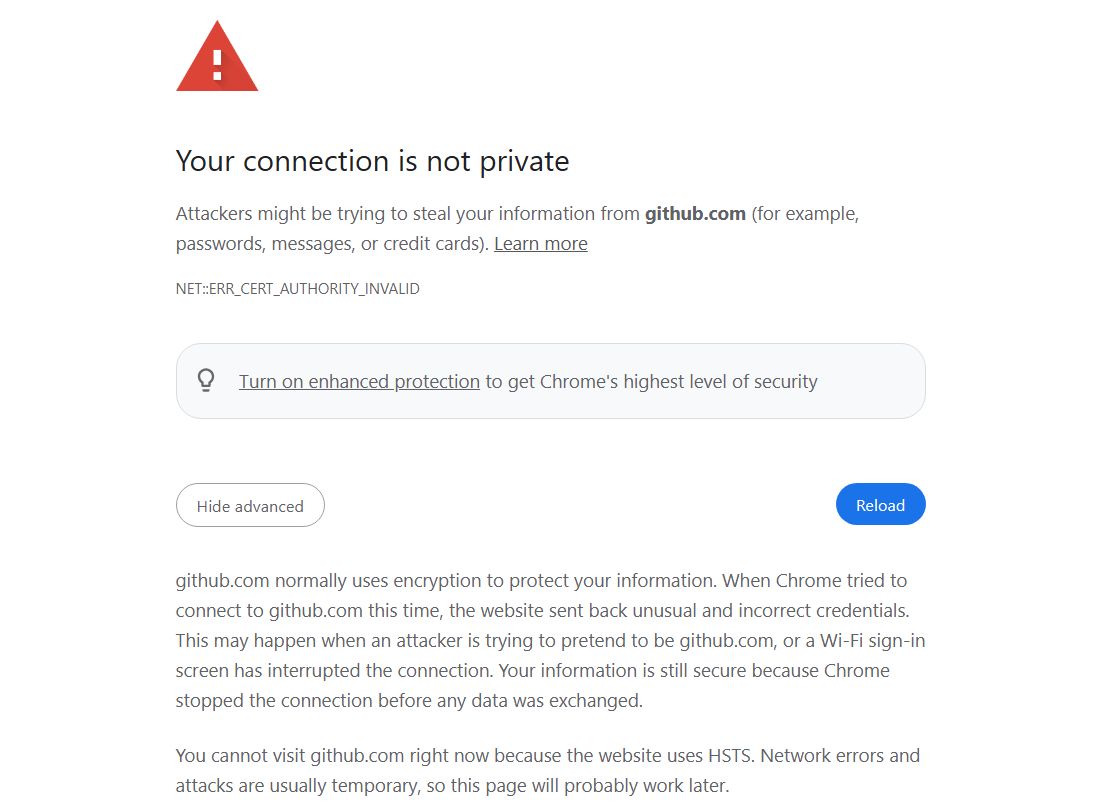 Your connection is not private
Attackers might be trying to steal your information from github.com (for example,
passwords, messages, or credit cards). Learn more
NET::ERR_CERT_AUTHORITY_INVALID
Turn on enhanced protection to get Chrome's highest level of security
Hide advanced
Reload
github.com normally uses encryption to protect your information. When Chrome tried to
connect to github.com this time, the website sent back unusual and incorrect credentials.
This may happen when an attacker is trying to pretend to be github.com, or a Wi-Fi sign-in
screen has interrupted the connection. Your information is still secure because Chrome
stopped the connection before any data was exchanged.
You cannot visit github.com right now because the website uses HSTS. Network errors and
attacks are usually temporary, so this page will probably work later.